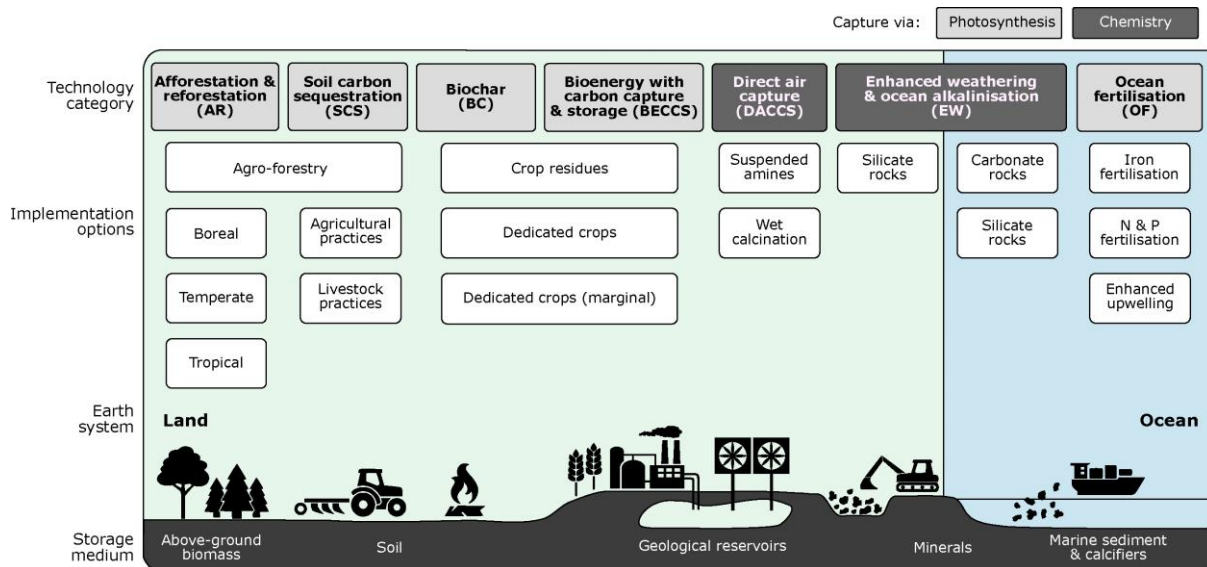 Capture via:
Photosynthesis
Chemistry
Technology
category
Afforestation &
reforestation
(AR)
Soil carbon
sequestration
(SCS)
Biochar
(BC)
Bioenergy with
carbon capture
& storage (BECCS)
Direct air
capture
(DACCS)
Enhanced weathering
& ocean alkalinisation
(EW)
Ocean
fertilisation
(OF)
Implementation
options
Agro-forestry
Crop residues
Suspended
amines
Silicate
rocks
Carbonate
rocks
Iron
fertilisation
Boreal
Agricultural
practices
Dedicated crops
Wet
calcination
Silicate
rocks
N & P
fertilisation
Temperate
Livestock
practices
Dedicated crops (marginal)
Enhanced
upwelling
Tropical
Earth
system
Land
Ocean
Storage
medium
Above-ground
biomass
Soil
Geological reservoirs
Minerals
Marine sediment
& calcifiers